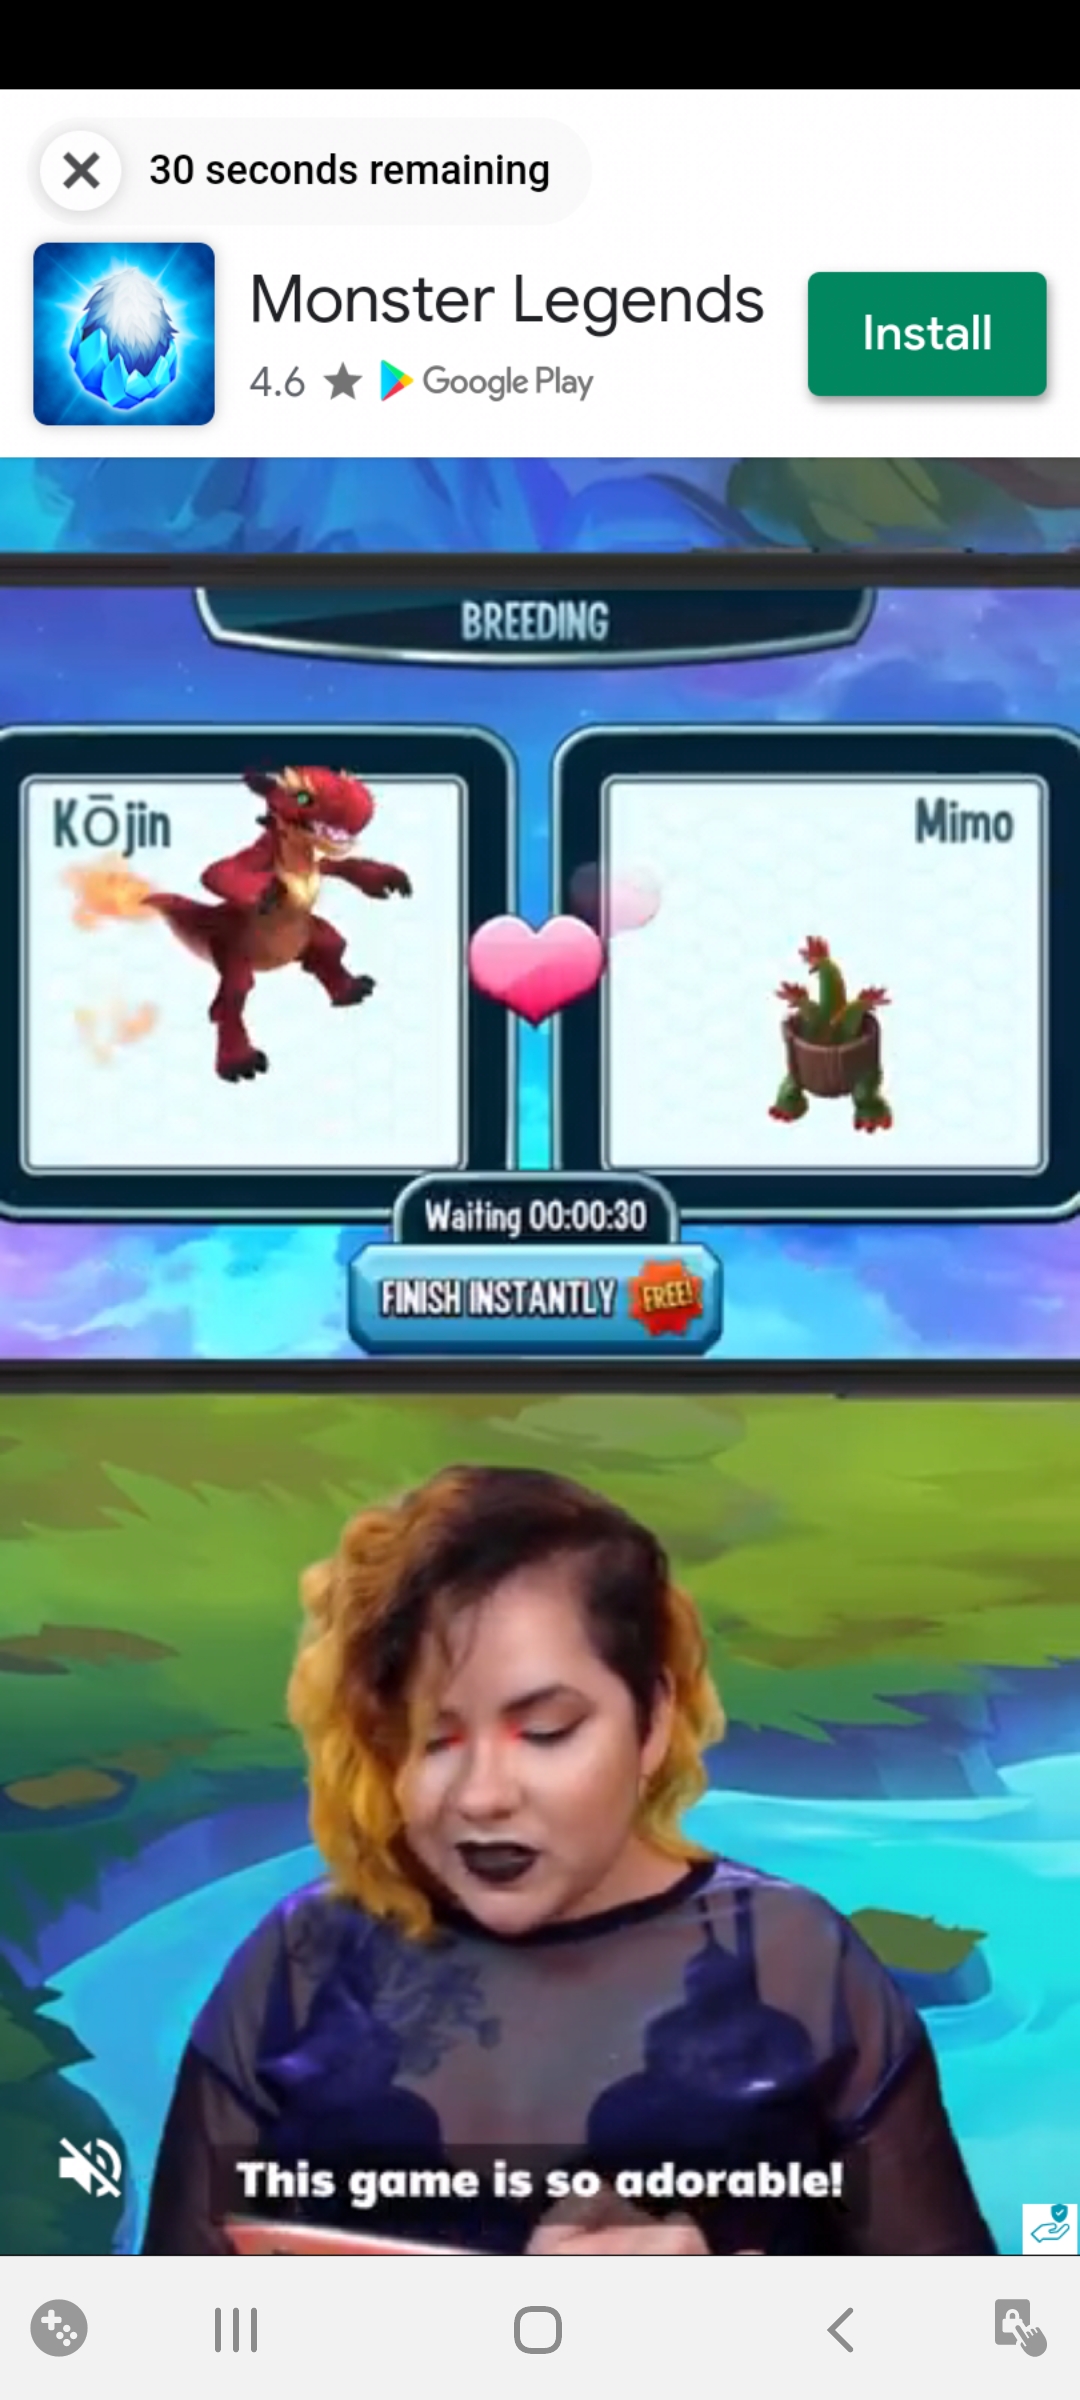 30 seconds remaining
Monster Legends
4.6 ★ Google Play
Install
BREEDING
Kōjin
Mimo
Waiting 00:00:30
FINISH INSTANTLY FREE!
This game is so adorable!